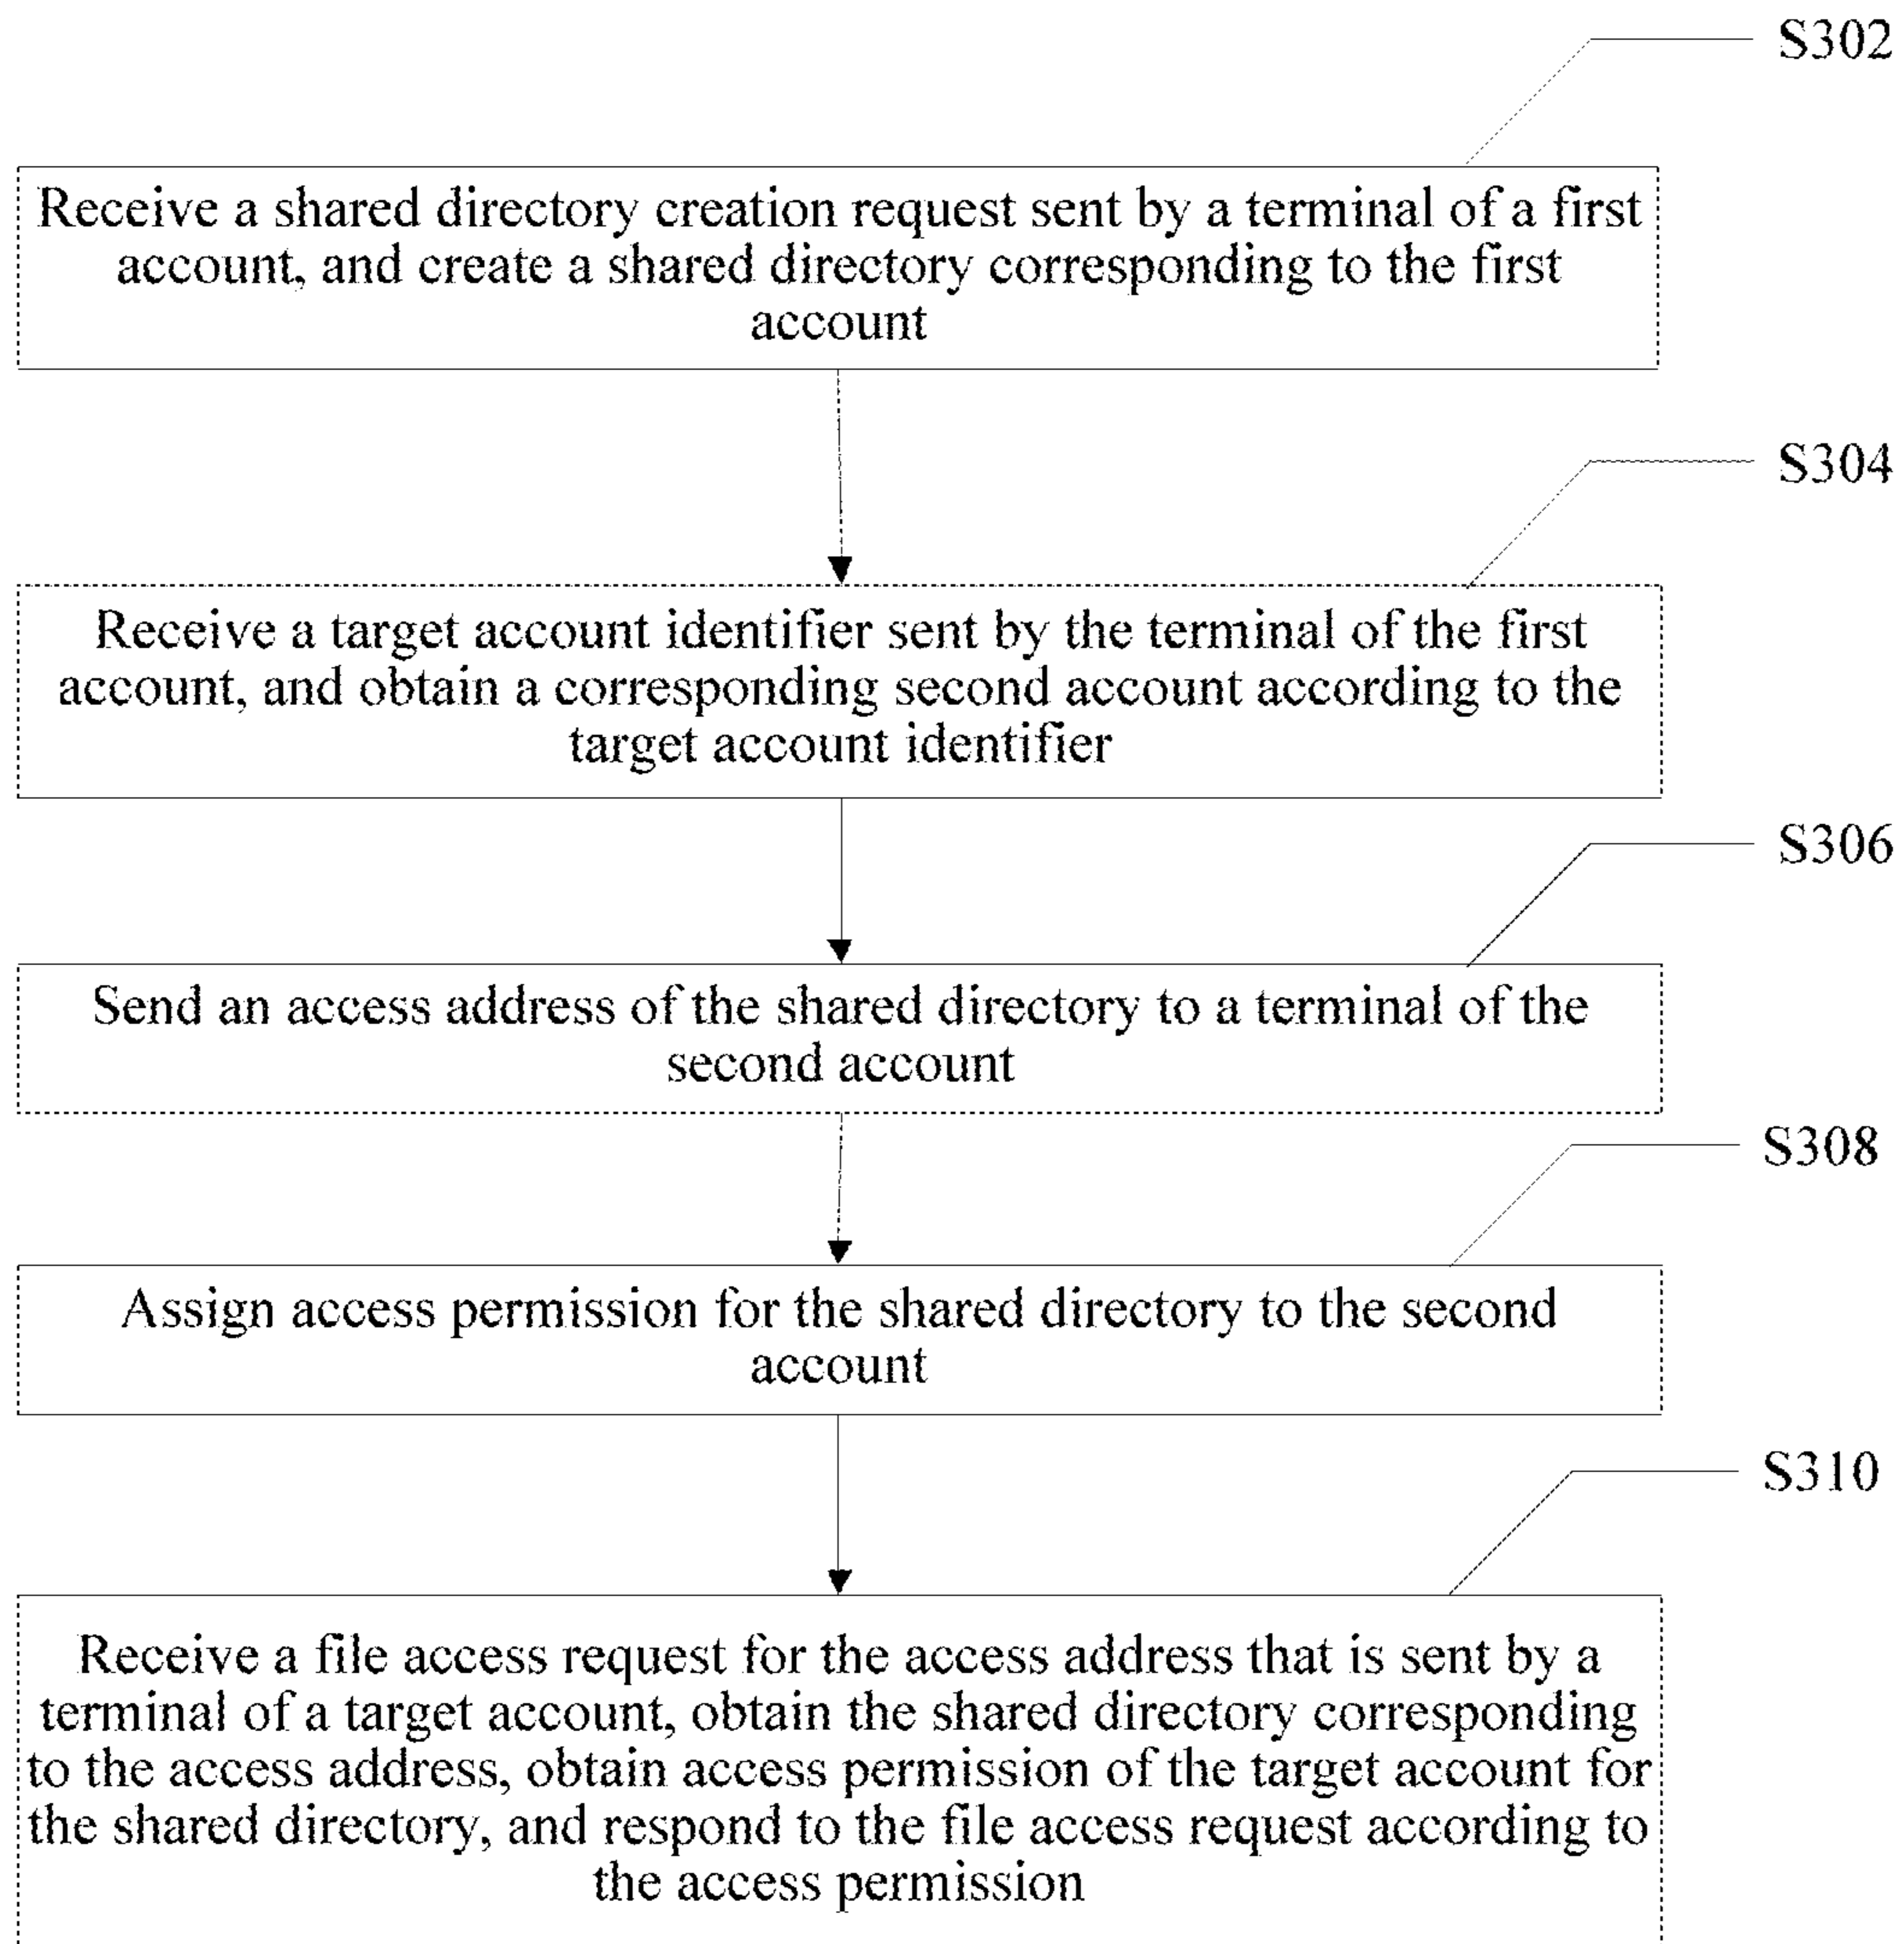 S302
Receive a shared directory creation request sent by a terminal of a first
account, and create a shared directory corresponding to the first
account
S304
Receive a target account identifier sent by the terminal of the first
account, and obtain a corresponding second account according to the
target account identifier
S306
Send an access address of the shared directory to a terminal of the
second account
S308
Assign access permission for the shared directory to the second
account
S310
Receive a file access request for the access address that is sent by a
terminal of a target account, obtain the shared directory corresponding
to the access address, obtain access permission of the target account for
the shared directory, and respond to the file access request according to
the access permission